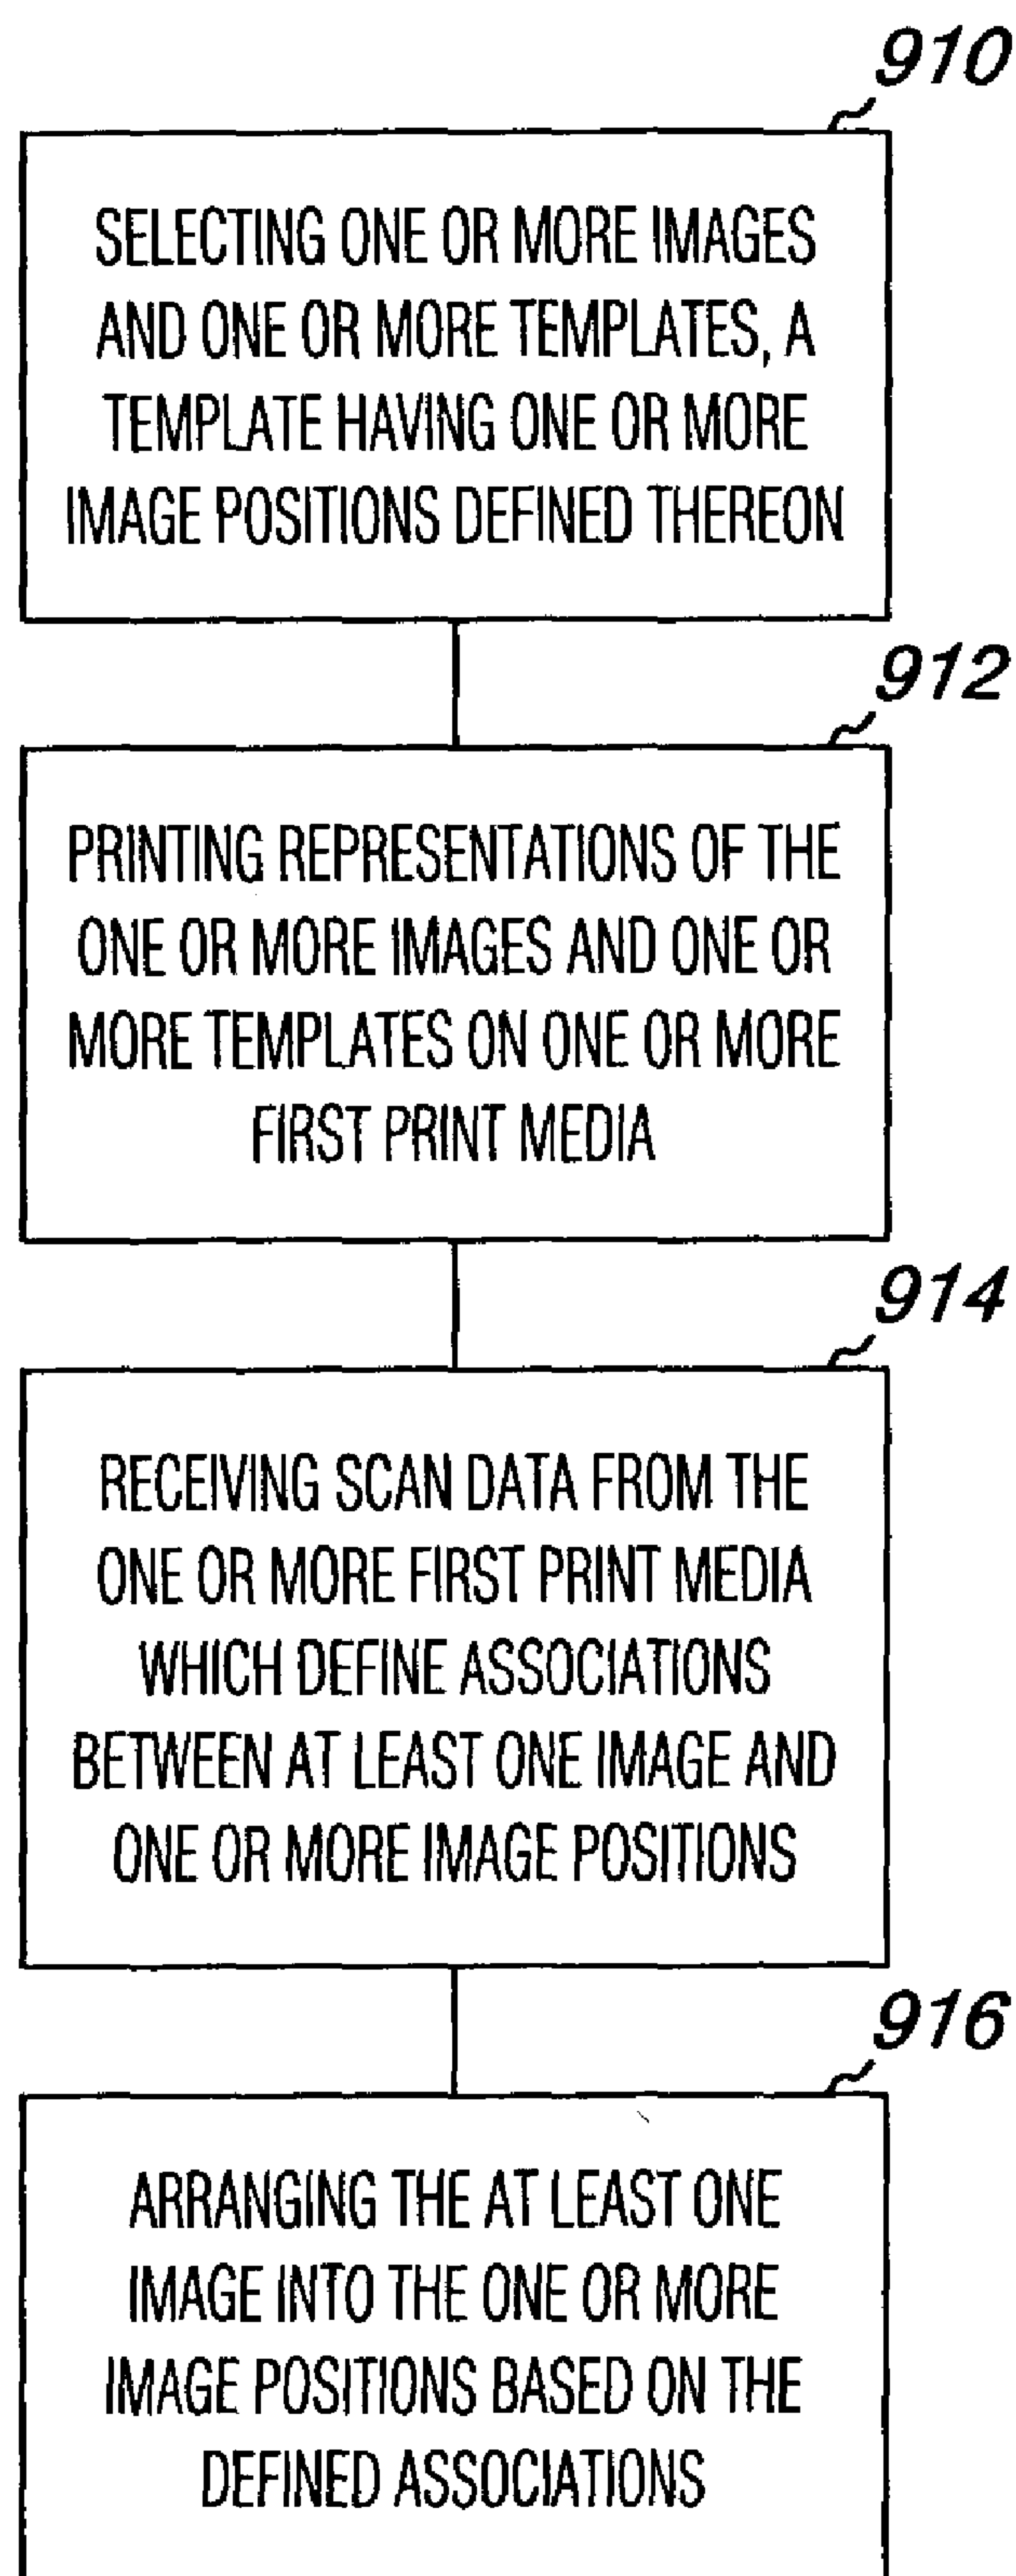 910
SELECTING ONE OR MORE IMAGES
AND ONE OR MORE TEMPLATES, A
TEMPLATE HAVING ONE OR MORE
IMAGE POSITIONS DEFINED THEREON
912
PRINTING REPRESENTATIONS OF THE
ONE OR MORE IMAGES AND ONE OR
MORE TEMPLATES ON ONE OR MORE
FIRST PRINT MEDIA
914
RECEIVING SCAN DATA FROM THE
ONE OR MORE FIRST PRINT MEDIA
WHICH DEFINE ASSOCIATIONS
BETWEEN AT LEAST ONE IMAGE AND
ONE OR MORE IMAGE POSITIONS
916
ARRANGING THE AT LEAST ONE
IMAGE INTO THE ONE OR MORE
IMAGE POSITIONS BASED ON THE
DEFINED ASSOCIATIONS